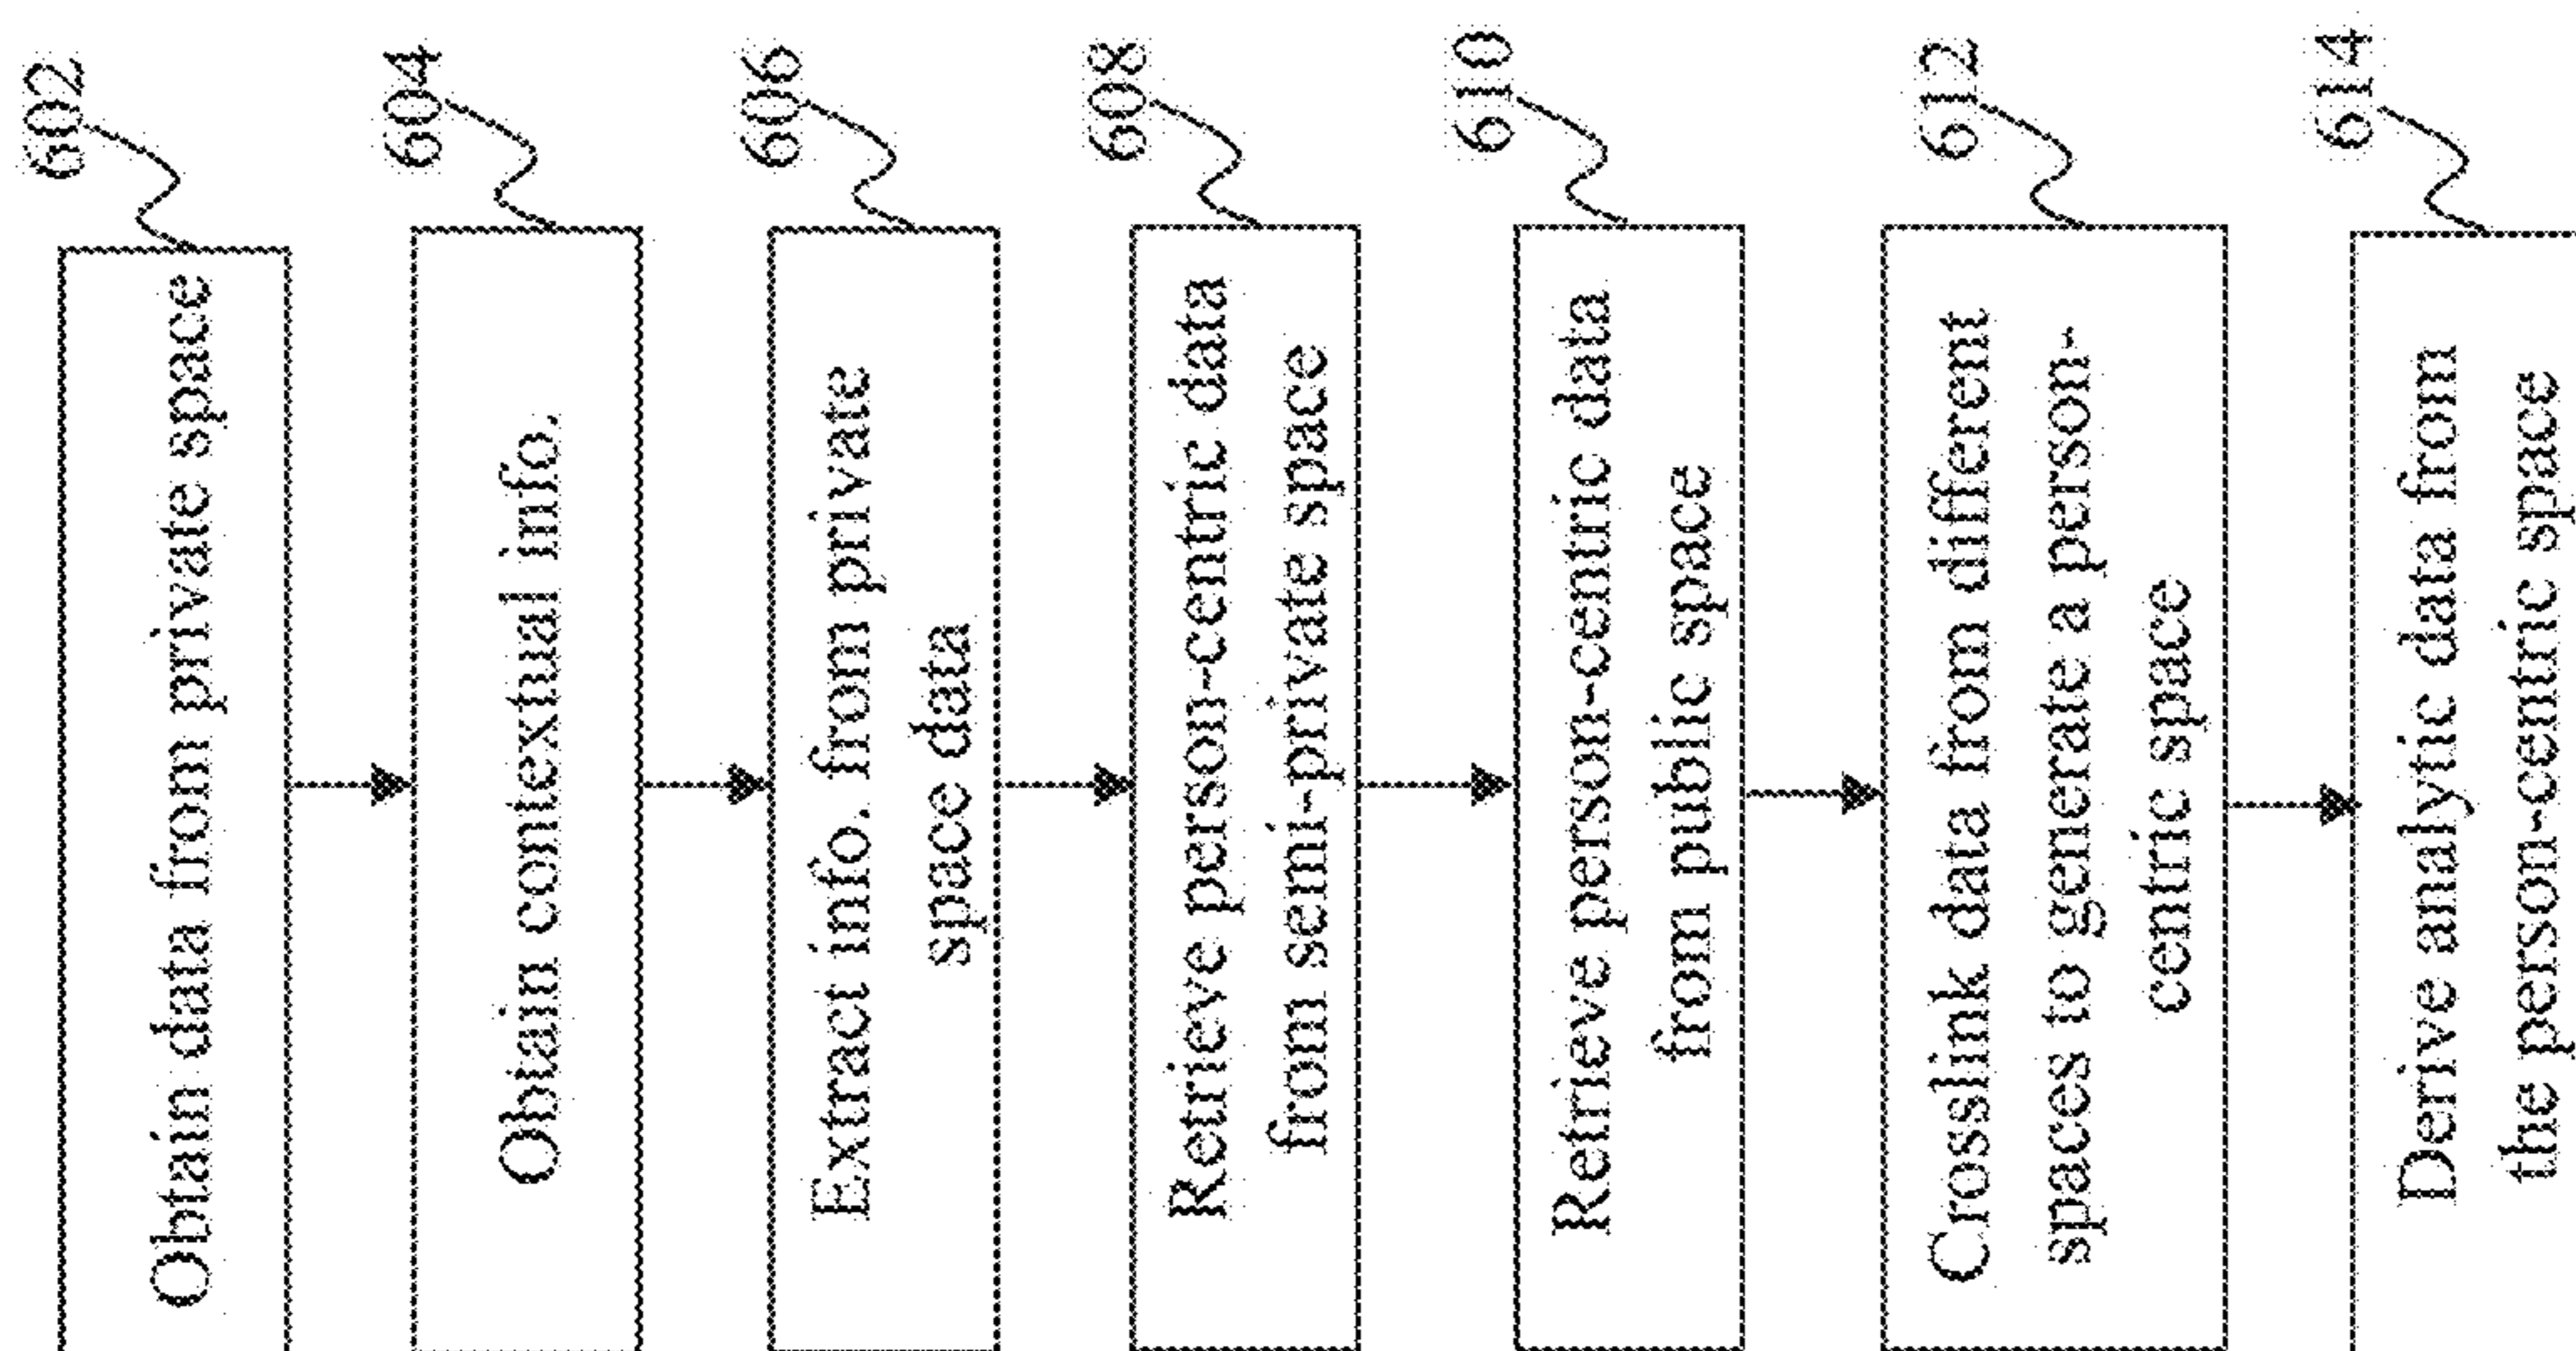 602
Obtain data from private space
604
Obtain contextual info.
606
Extract info. from private
space data
608
Retrieve person-centric data
from semi-private space
610
Retrieve person-centric data
from public space
612
Crosslink data from different
spaces to generate a person-
centric space
614
Derive analytic data from
the person-centric space